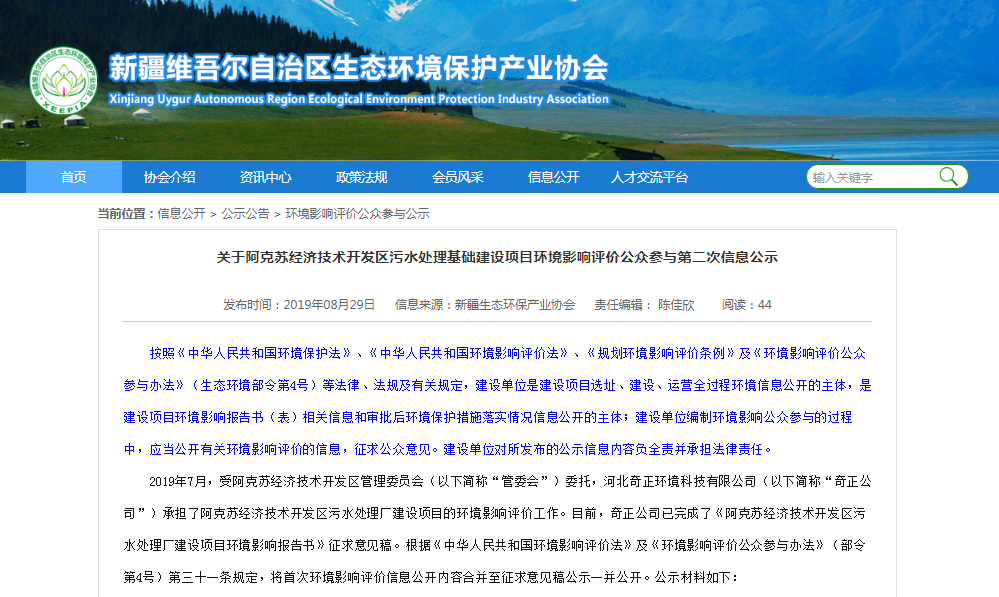 新疆维吾尔自治区生态环境保护产业协会
Xinjiang Uygur Autonomous Region Ecological Environment Protection Industry Association
XEEPIA
首页 协会介绍 资讯中心 政策法规 会员风采 信息公开 人才交流平台 输入关键字
当前位置：信息公开 > 公示公告 > 环境影响评价公众参与公示
关于阿克苏经济技术开发区污水处理基础建设项目环境影响评价公众参与第二次信息公示
发布时间：2019年08月29日 信息来源：新疆生态环保产业协会 责任编辑： 陈佳欣 阅读：44
按照《中华人民共和国环境保护法》、《中华人民共和国环境影响评价法》、《规划环境影响评价条例》及《环境影响评价公众
参与办法》（生态环境部令第4号）等法律、法规及有关规定，建设单位是建设项目选址、建设、运营全过程环境信息公开的主体，是
建设项目环境影响报告书（表）相关信息和审批后环境保护措施落实情况信息公开的主体；建设单位编制环境影响公众参与的过程
中，应当公开有关环境影响评价的信息，征求公众意见。建设单位对所发布的公示信息内容负全责并承担法律责任。
2019年7月，受阿克苏经济技术开发区管理委员会（以下简称“管委会”）委托，河北奇正环境科技有限公司（以下简称“奇正公
司”）承担了阿克苏经济技术开发区污水处理厂建设项目的环境影响评价工作。目前，奇正公司已完成了《阿克苏经济技术开发区污
水处理厂建设项目环境影响报告书》征求意见稿。根据《中华人民共和国环境影响评价法》及《环境影响评价公众参与办法》（部令
第4号）第三十一条规定，将首次环境影响评价信息公开内容合并至征求意见稿公示一并公开。公示材料如下：